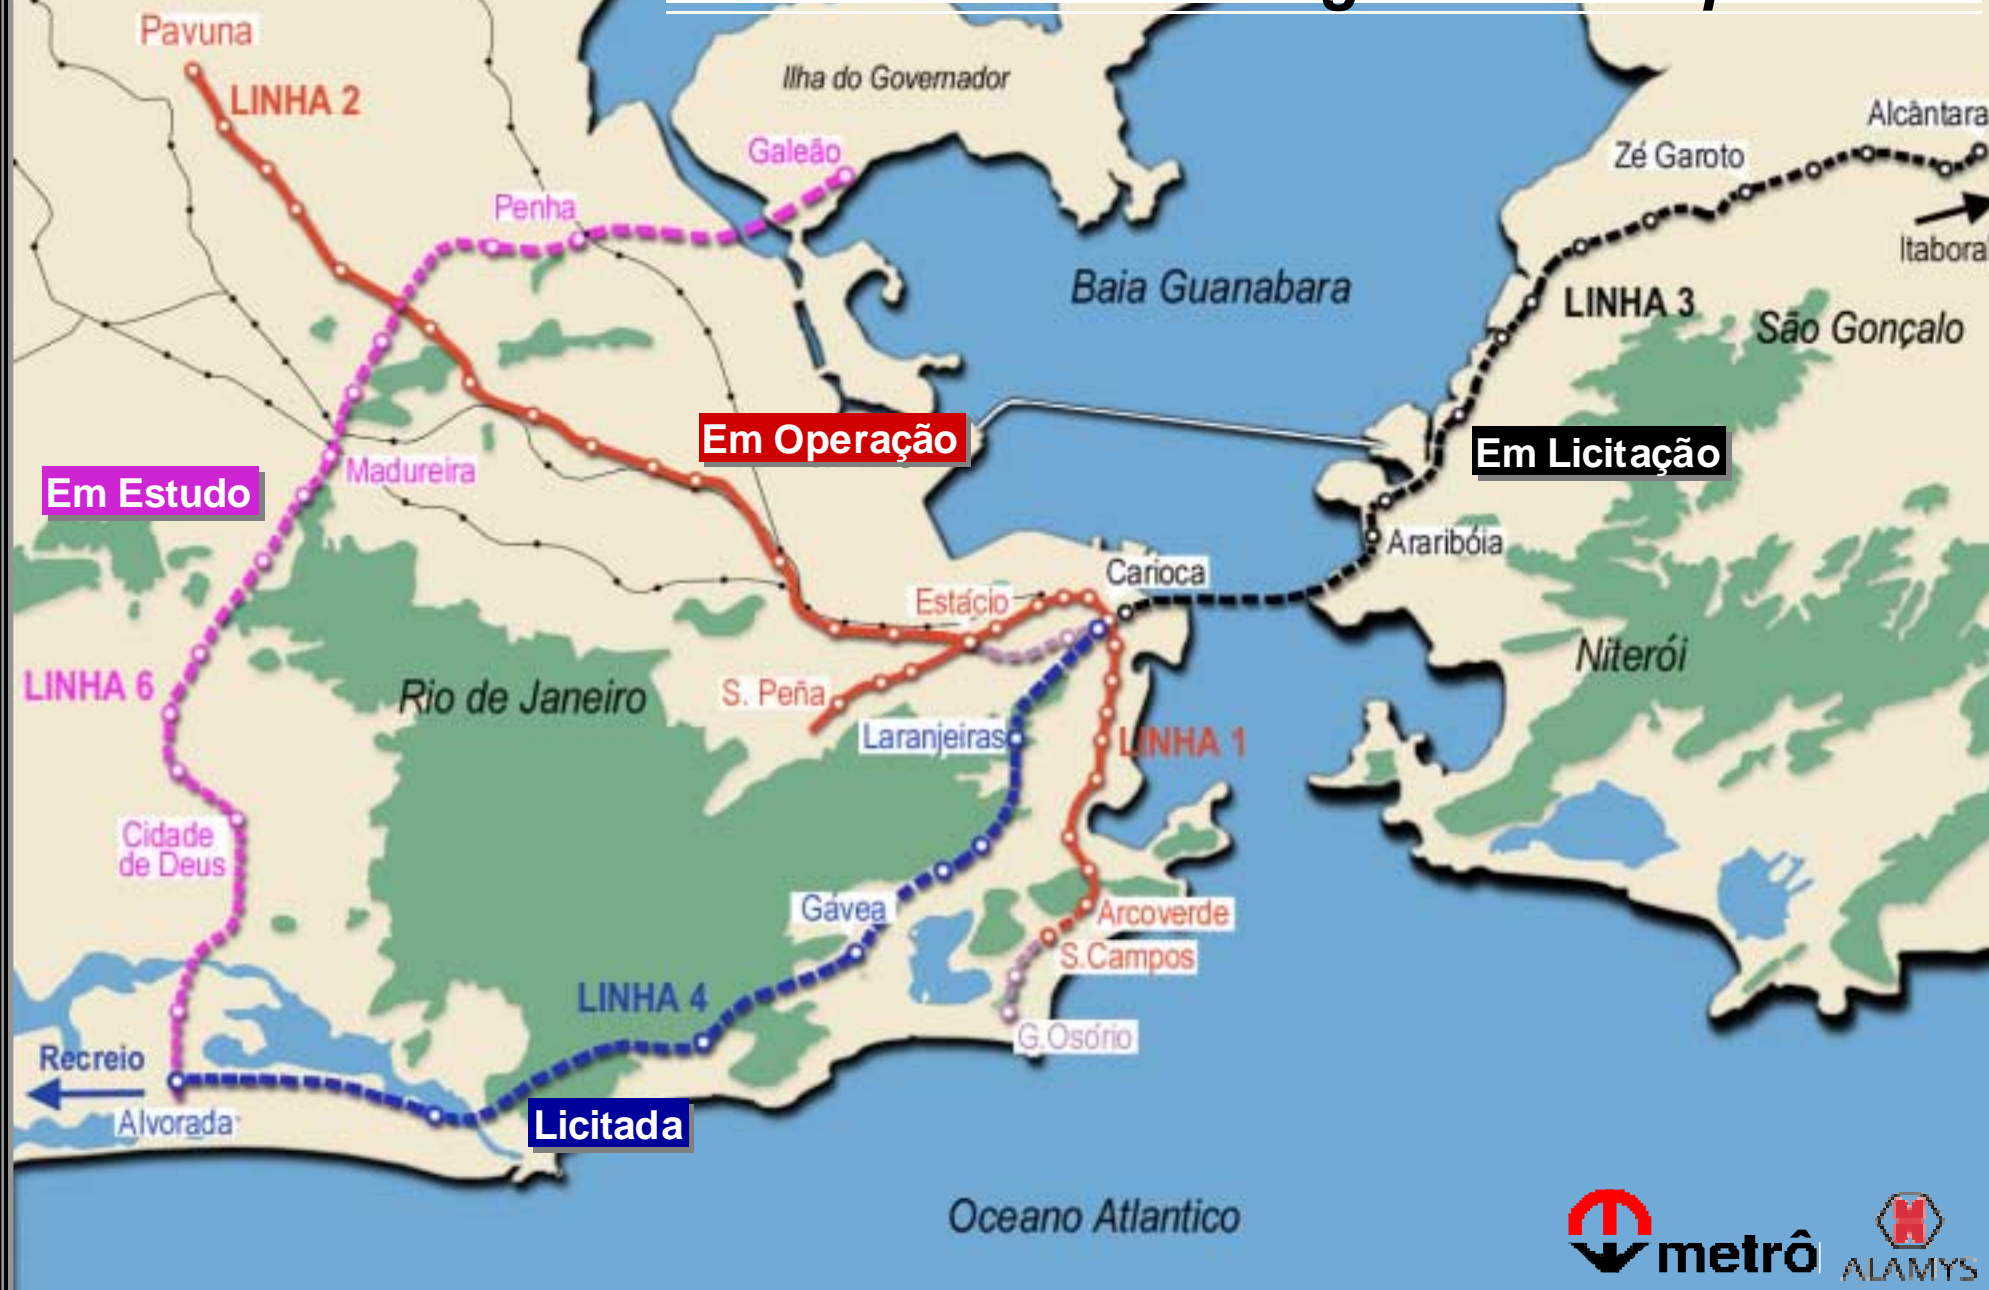 Pavuna
LINHA 2
Ilha do Governador
Galeão
Penha
Alcântara
Zé Garoto
Itaboraí
Baia Guanabara
LINHA 3
São Gonçalo
Em Operação
Em Licitação
Madureira
Em Estudo
Araribóia
Carioca
Estácio
Niterói
LINHA 6
Rio de Janeiro
S. Peña
Laranjeiras
LINHA 1
Cidade
de Deus
Gávea
Arcoverde
S.Campos
LINHA 4
G.Osório
Recreio
Alvorada
Licitada
Oceano Atlantico
metrô
ALAMYS